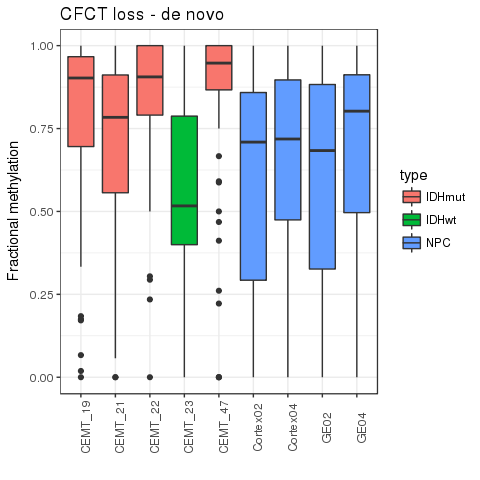 CFCT loss - de novo
Fractional methylation
1.00
0.75
0.50
0.25
0.00
CEMT_19
CEMT_21
CEMT_22
CEMT_23
CEMT_47
Cortex02
Cortex04
GE02
GE04
type
IDHmut
IDHwt
NPC